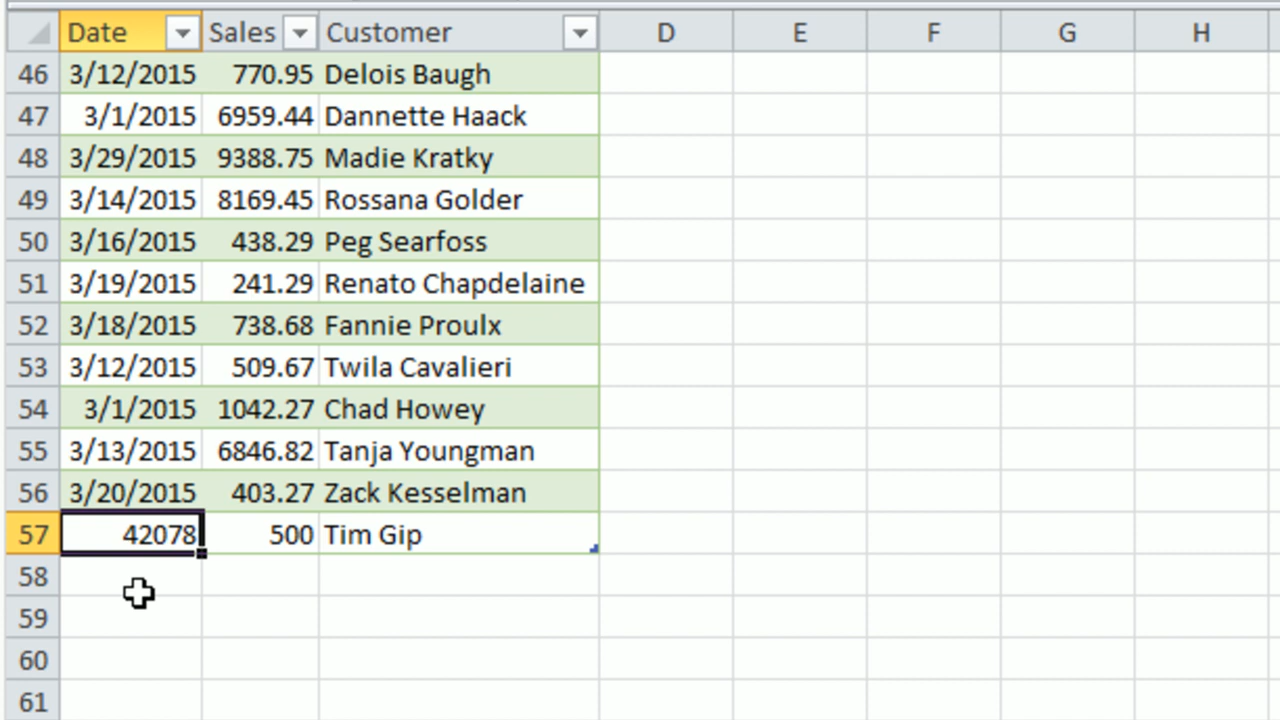 Date Sales Customer D E F G H
46 3/12/2015 770.95 Delois Baugh
47 3/1/2015 6959.44 Dannette Haack
48 3/29/2015 9388.75 Madie Kratky
49 3/14/2015 8169.45 Rossana Golder
50 3/16/2015 438.29 Peg Searfoss
51 3/19/2015 241.29 Renato Chapdelaine
52 3/18/2015 738.68 Fannie Proulx
53 3/12/2015 509.67 Twila Cavalieri
54 3/1/2015 1042.27 Chad Howey
55 3/13/2015 6846.82 Tanja Youngman
56 3/20/2015 403.27 Zack Kesselman
57 42078 500 Tim Gip
58
59
60
61